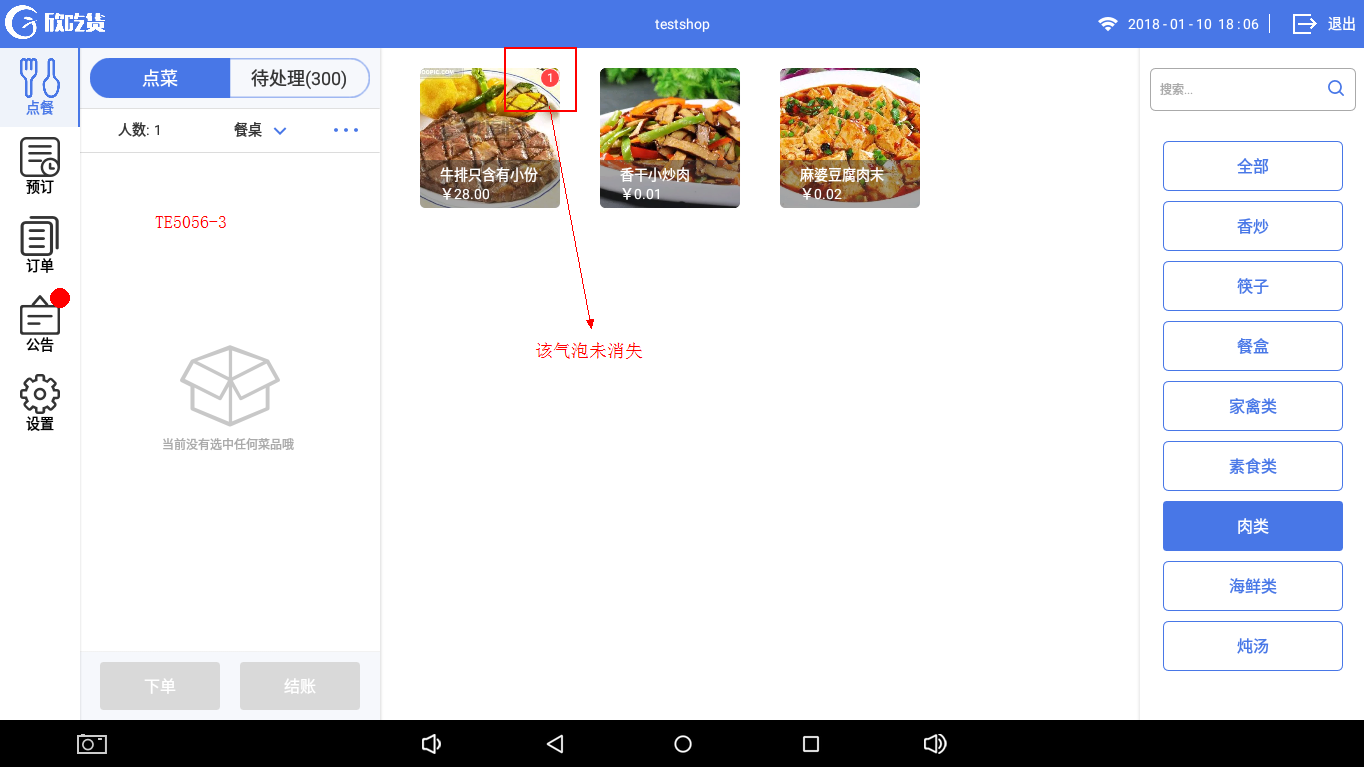 欣吃货
testshop
2018-01-10 18:06
退出
点餐
预订
订单
公告
设置
点菜
待处理(300)
人数: 1
餐桌
TE5056-3
当前没有选中任何菜品哦
下单
结账
1
牛排只含有小份
￥28.00
香干小炒肉
￥0.01
麻婆豆腐肉末
￥0.02
该气泡未消失
搜索...
全部
香炒
筷子
餐盒
家禽类
素食类
肉类
海鲜类
炖汤